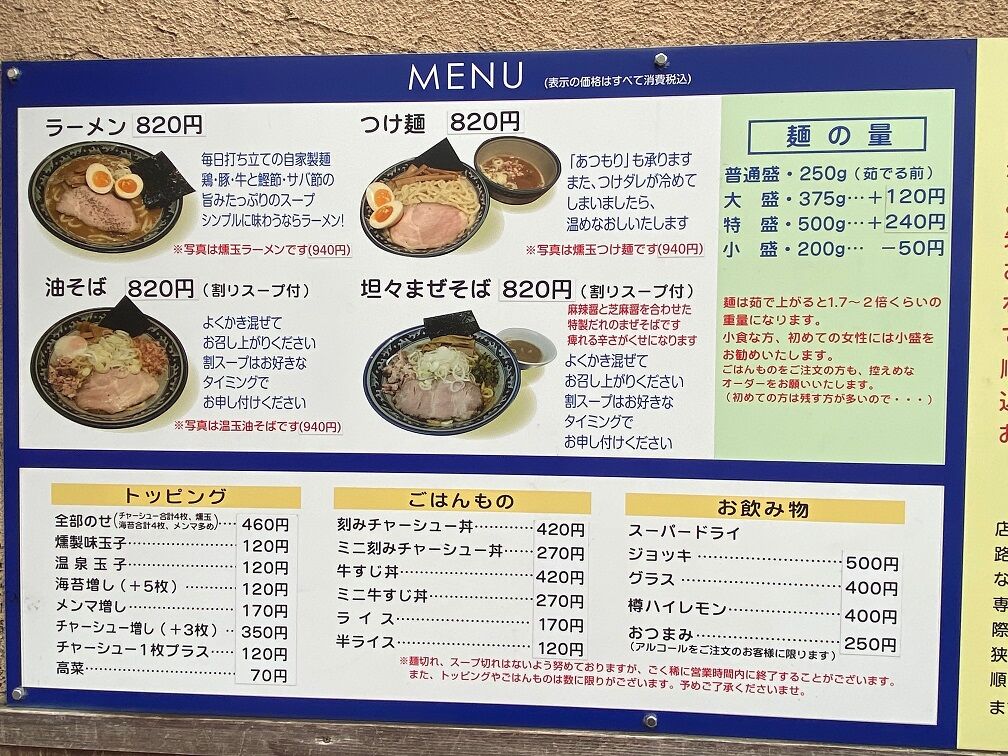 MENU (表示の価格はすべて消費税込)
ラーメン 820円
毎日打ち立ての自家製麺
鶏・豚・牛と鰹節・サバ節の
旨みたっぷりのスープ
シンプルに味わうならラーメン!
※写真は燻玉ラーメンです(940円)
つけ麺 820円
「あつもり」も承ります
また、つけダレが冷めて
しまいましたら、
温めなおしいたします
※写真は燻玉つけ麺です(940円)
油そば 820円(割りスープ付)
よくかき混ぜて
お召し上がりください
割スープはお好きな
タイミングで
お申し付けください
※写真は温玉油そばです(940円)
坦々まぜそば 820円(割りスープ付)
麻辣醤と芝麻醤を合わせた
特製だれのまぜそばです
痺れる辛さがくせになります
よくかき混ぜて
お召し上がりください
割スープはお好きな
タイミングで
お申し付けください
麺の量
普通盛・250g(茹でる前)
大 盛・375g…+120円
特 盛・500g…+240円
小 盛・200g… −50円
麺は茹で上がると1.7〜2倍くらいの
重量になります。
小食な方、初めての女性には小盛を
お勧めいたします。
ごはんものをご注文の方も、控えめな
オーダーをお願いいたします。
(初めての方は残す方が多いので・・・)
トッピング
全部のせ(チャーシュー合計4枚、燻玉
海苔合計4枚、メンマ多め)…460円
燻製味玉子…120円
温泉玉子…120円
海苔増し(+5枚)…120円
メンマ増し…170円
チャーシュー増し(+3枚)…350円
チャーシュー1枚プラス…120円
高菜…70円
ごはんもの
刻みチャーシュー丼…420円
ミニ刻みチャーシュー丼…270円
牛すじ丼…420円
ミニ牛すじ丼…270円
ライス…170円
半ライス…120円
お飲み物
スーパードライ
ジョッキ…500円
グラス…400円
樽ハイレモン…400円
おつまみ…250円
(アルコールをご注文のお客様に限ります)
※麺切れ、スープ切れはないよう努めておりますが、ごく稀に営業時間内に終了することがございます。
また、トッピングやごはんものは数に限りがございます。予めご了承くださいませ。
店
路
な
専
際
狭
順
ま